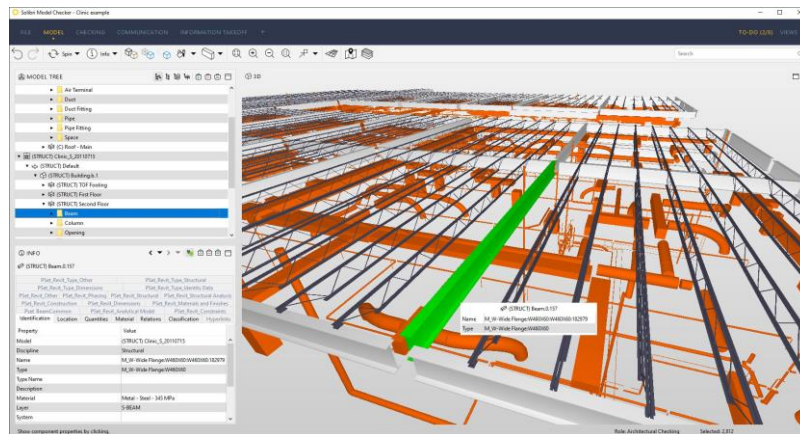 Solibri Model Checker - Clinic example
FILE MODEL CHECKING COMMUNICATION INFORMATION TAKEOFF +
TO-DO (3/8) VIEWS
Spin Info
Search
MODEL TREE
3D
Air Terminal
Duct
Duct Fitting
Pipe
Pipe Fitting
Space
(C) Roof - Main
(STRUCT) Clinic_S_20110715
(STRUCT) Default
(STRUCT) Building:b.1
(STRUCT) TOF Footing
(STRUCT) First Floor
(STRUCT) Second Floor
Beam
Column
Opening
INFO
(STRUCT) Beam.0.157
PSet_Revit_Type_Other PSet_Revit_Type_Structural
PSet_Revit_Type_Dimensions PSet_Revit_Type_Identity Data
PSet_Revit_Other PSet_Revit_Phasing PSet_Revit_Structural PSet_Revit_Structural Analysis
PSet_Revit_Construction PSet_Revit_Dimensions PSet_Revit_Materials and Finishes
PSet_BeamCommon PSet_Revit_Analytical Model PSet_Revit_Constraints
Identification Location Quantities Material Relations Classification Hyperlinks
Property Value
Model (STRUCT) Clinic_S_20110715
Discipline Structural
Name M_W-Wide Flange:W460X60:W460X60:182979
Type M_W-Wide Flange:W460X60
Type Name
Description
Material Metal - Steel - 345 MPa
Layer S-BEAM
System
(STRUCT) Beam.0.157
Name M_W-Wide Flange:W460X60:W460X60:182979
Type M_W-Wide Flange:W460X60
Show component properties by clicking.
Role: Architectural Checking Selected: 2,812